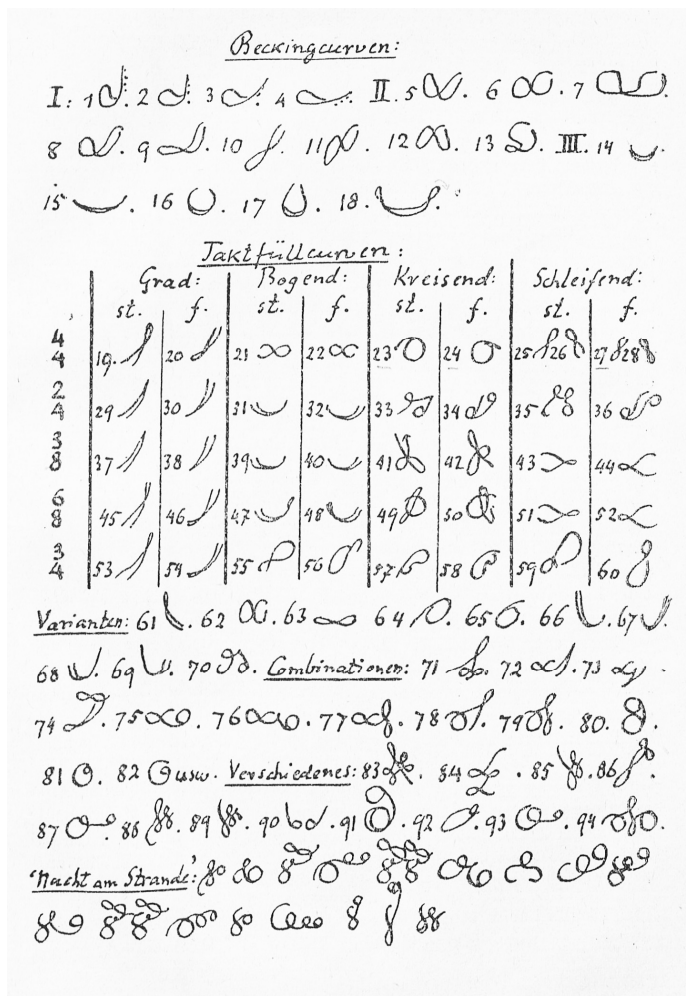 Beckingcurven:
I: 1 . 2 . 3 . 4 . II. 5 . 6 . 7 .
8 . 9 . 10 . 11 . 12 . 13 . III. 14 .
15 . 16 . 17 . 18. .
Taktfüllcurven:
Grad: Bogend: Kreisend: Schleifend:
st. f. st. f. st. f. st. f.
4/4 19. 20 21 22 23 24 25 26 27 28
2/4 29 30 31 32 33 34 35 36
3/8 37 38 39 40 41 42 43 44
6/8 45 46 47 48 49 50 51 52
3/4 53 54 55 56 57 58 59 60
Varianten: 61 . 62 . 63 64 . 65 . 66 . 67 .
68 . 69 . 70 . Combinationen: 71 . 72 . 73 .
74 . 75 . 76 . 77 . 78 . 79 . 80. .
81 . 82 usw. Verschiedenes: 83 . 84 . 85 . 86 .
87 . 88 . 89 . 90 . 91 . 92 . 93 . 94 .
'Nacht am Strande':